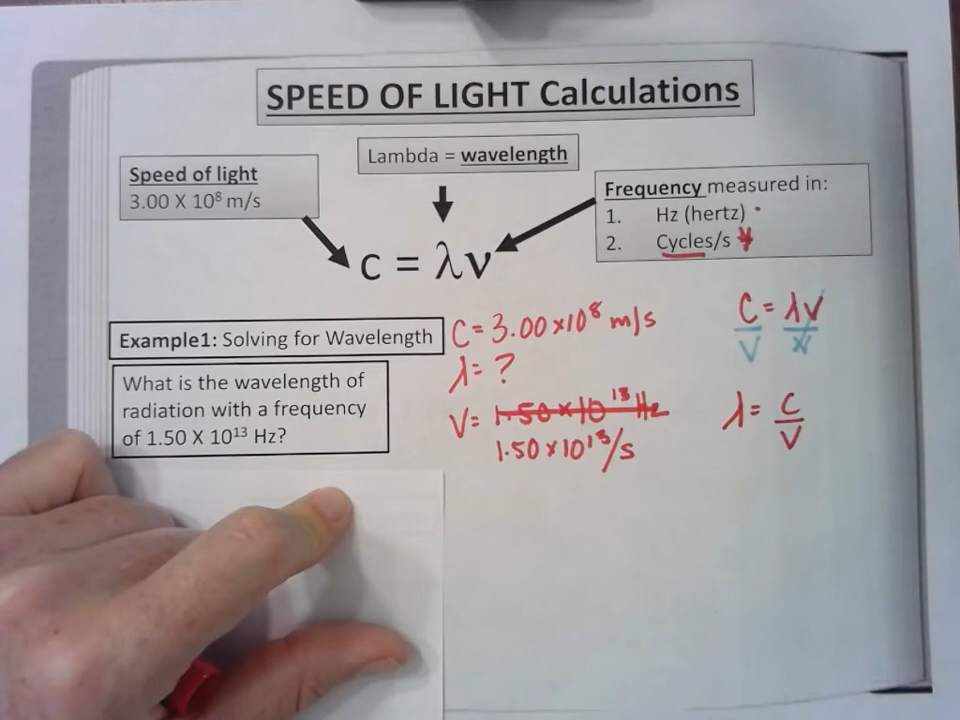 SPEED OF LIGHT Calculations
Lambda = wavelength
Speed of light
3.00 X 10⁸ m/s
Frequency measured in:
1. Hz (hertz)
2. Cycles/s
c = λν
Example1: Solving for Wavelength
What is the wavelength of
radiation with a frequency
of 1.50 X 10¹³ Hz?
C = 3.00 x 10⁸ m/s
λ = ?
V = 1.50 x 10¹³ Hz
1.50 x 10¹³/s
C = λV
V V
λ = C
V